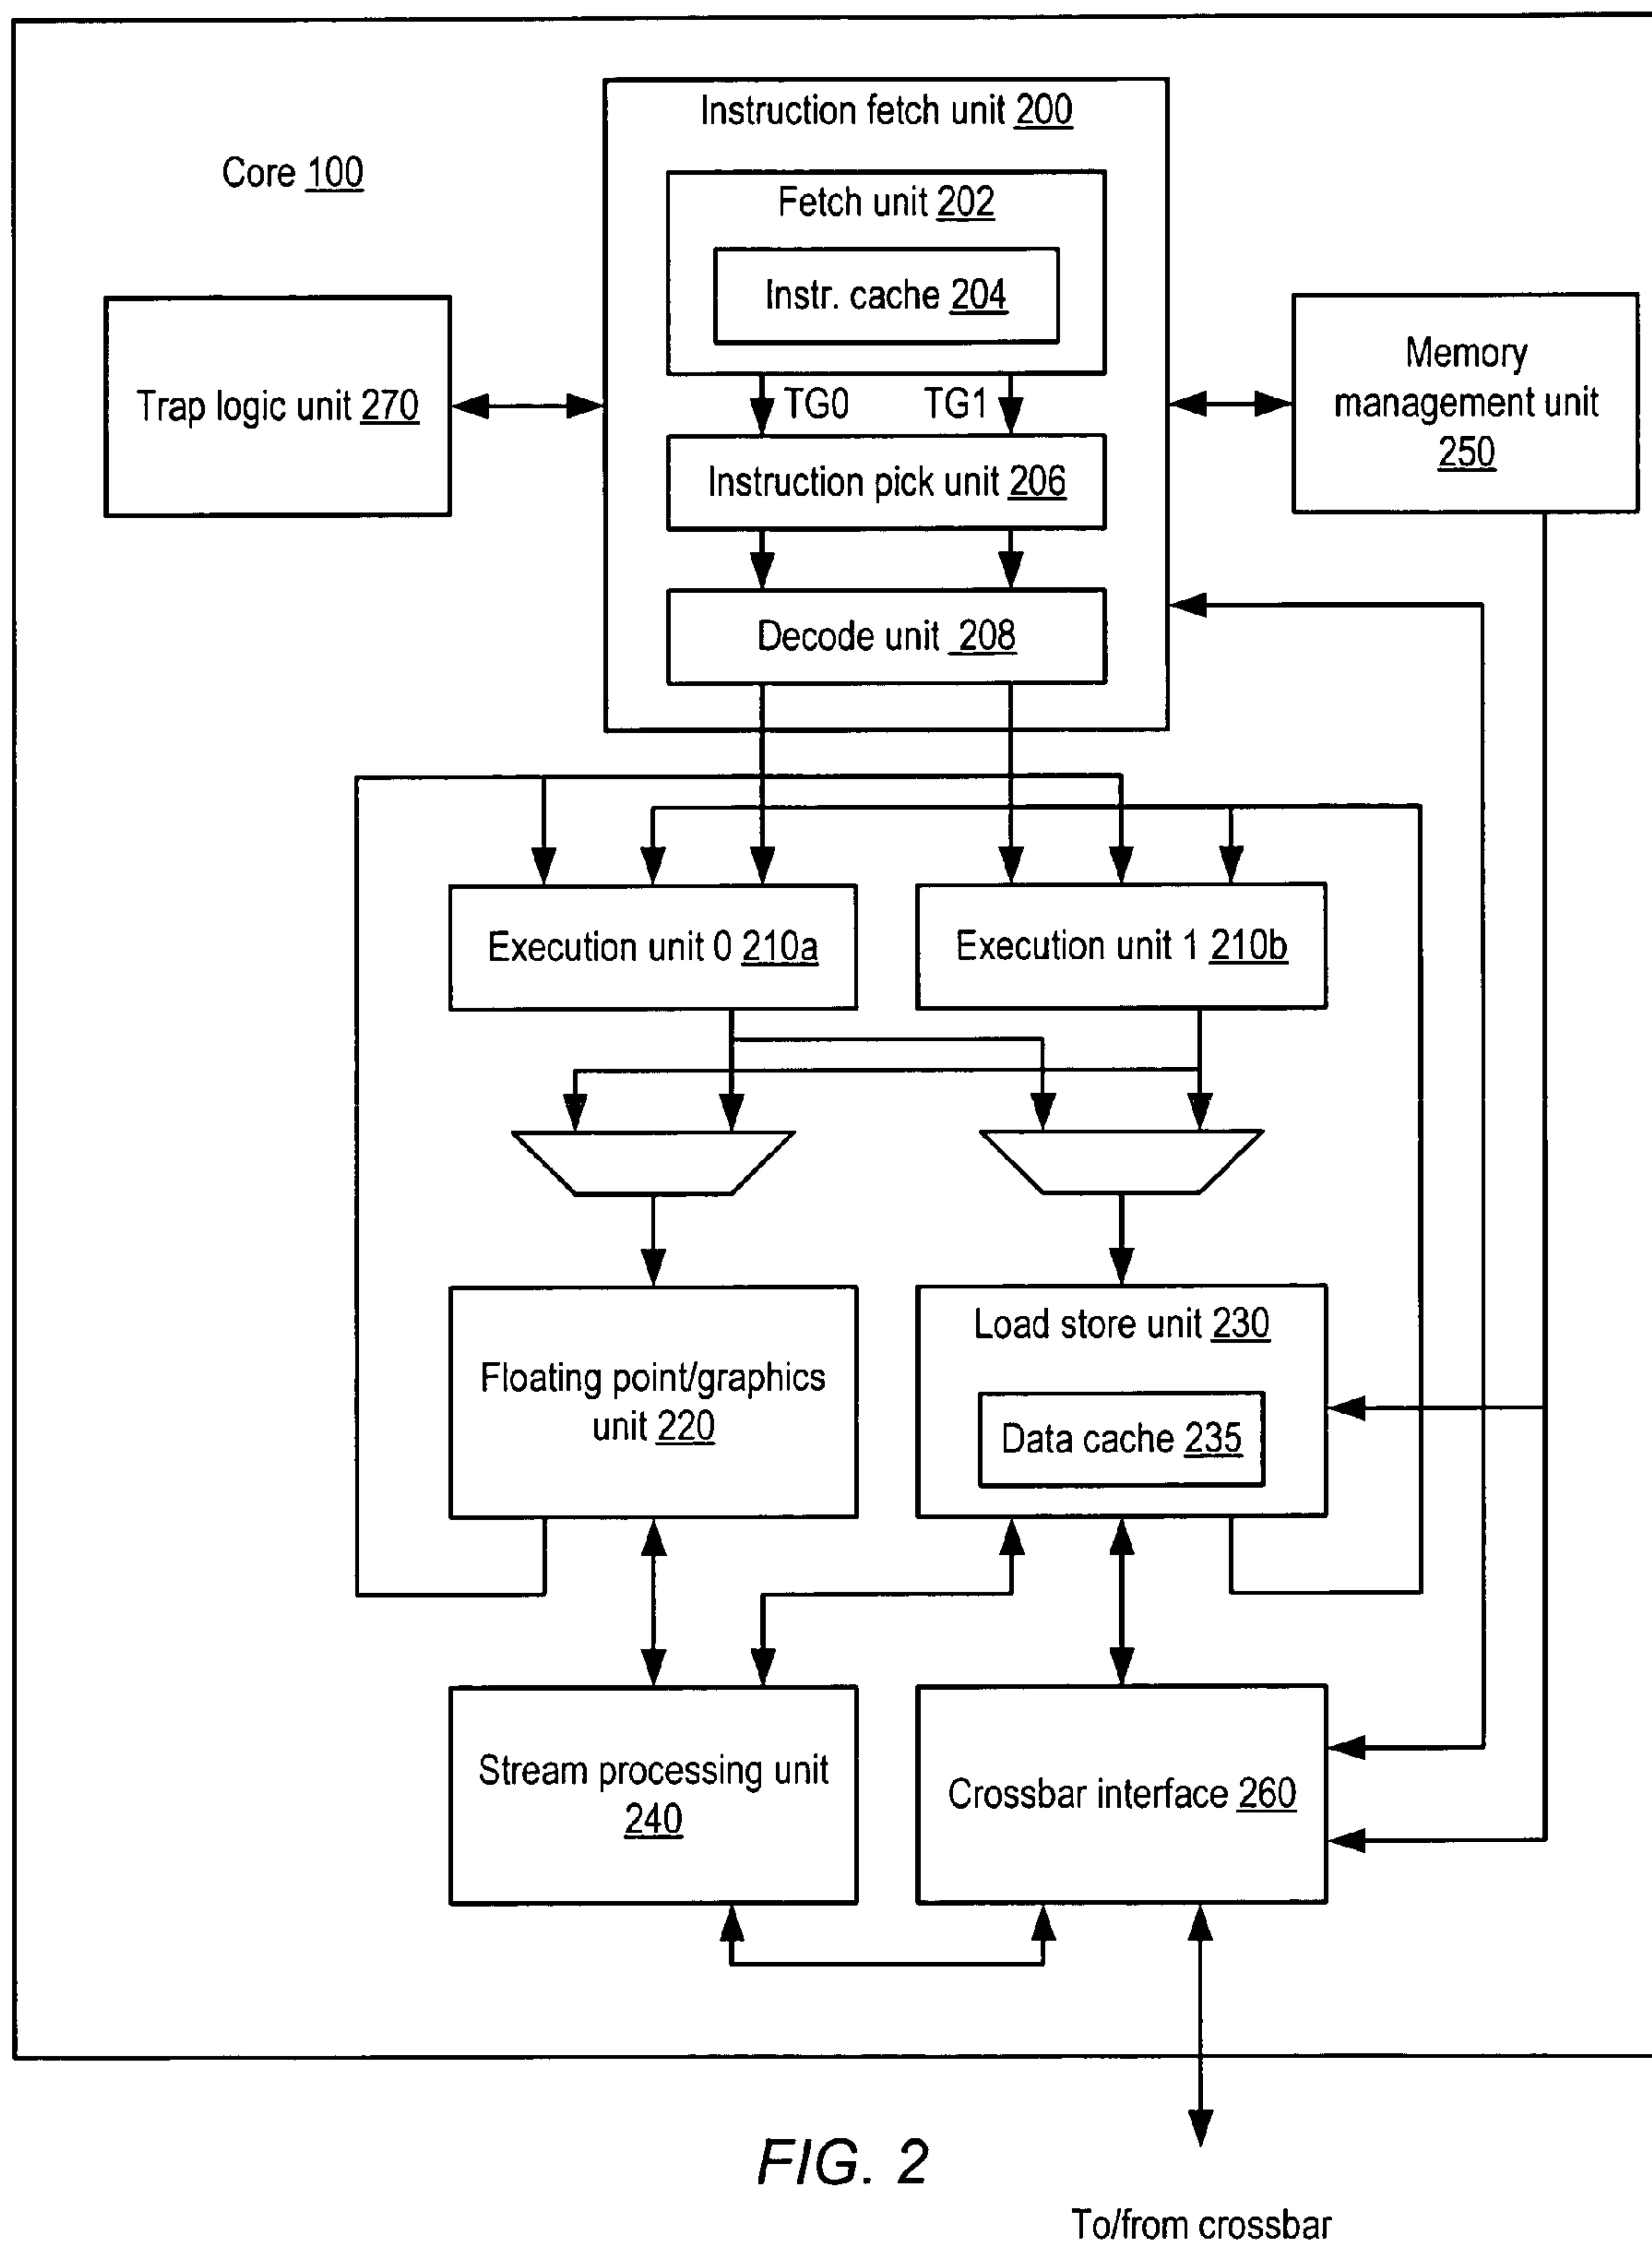 Instruction fetch unit 200
Core 100
Fetch unit 202
Instr. cache 204
Trap logic unit 270
Memory
management unit
250
TG0
TG1
Instruction pick unit 206
Decode unit 208
Execution unit 0 210a
Execution unit 1 210b
Load store unit 230
Floating point/graphics
unit 220
Data cache 235
Stream processing unit
240
Crossbar interface 260
FIG. 2
To/from crossbar